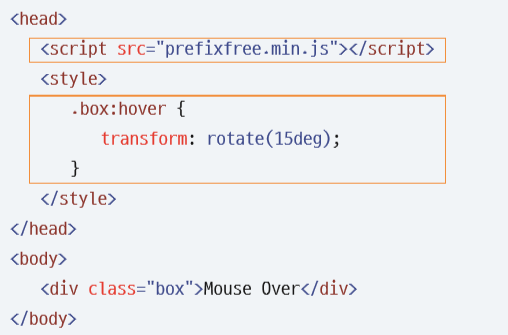 <head>
<script src="prefixfree.min.js"></script>
<style>
.box:hover {
transform: rotate(15deg);
}
</style>
</head>
<body>
<div class="box">Mouse Over</div>
</body>